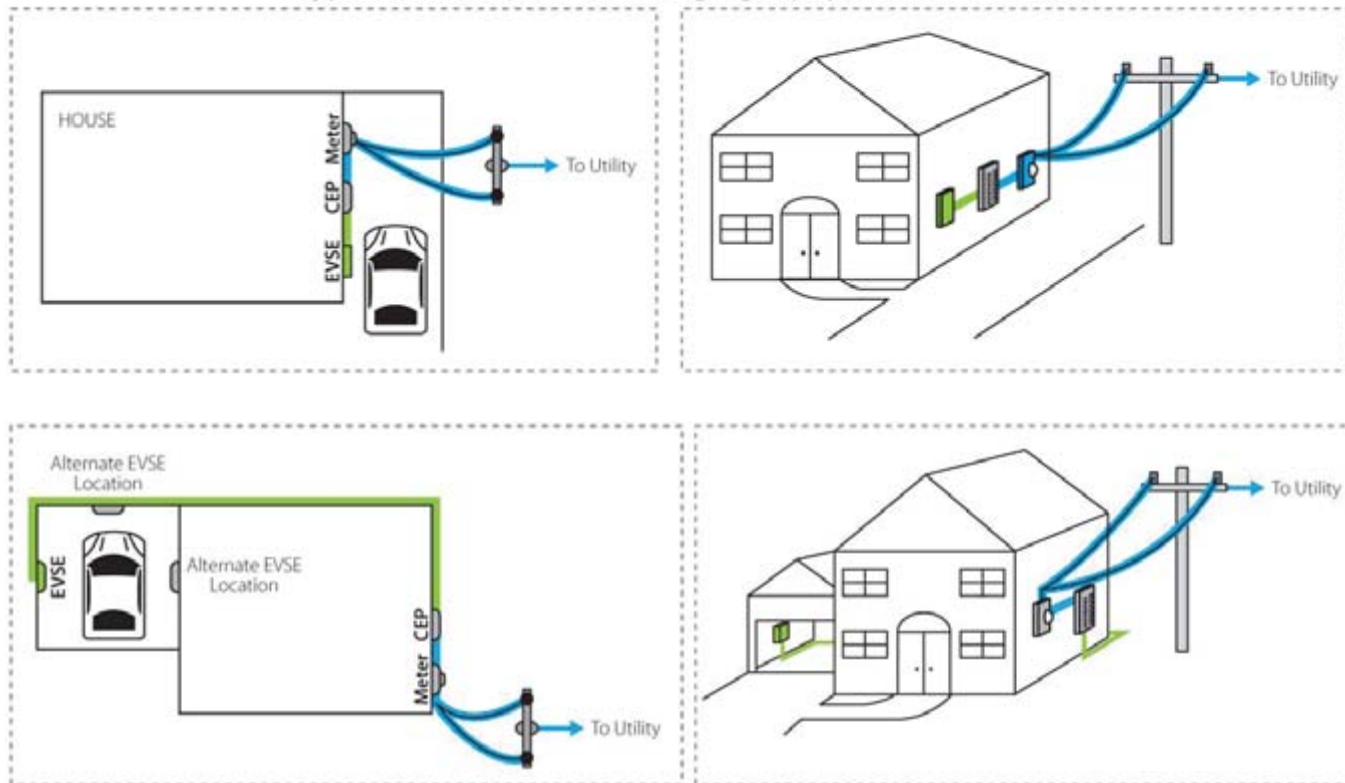 HOUSE
Meter
CEP
EVSE
To Utility
To Utility
Alternate EVSE
Location
EVSE
Alternate EVSE
Location
CEP
Meter
To Utility
To Utility